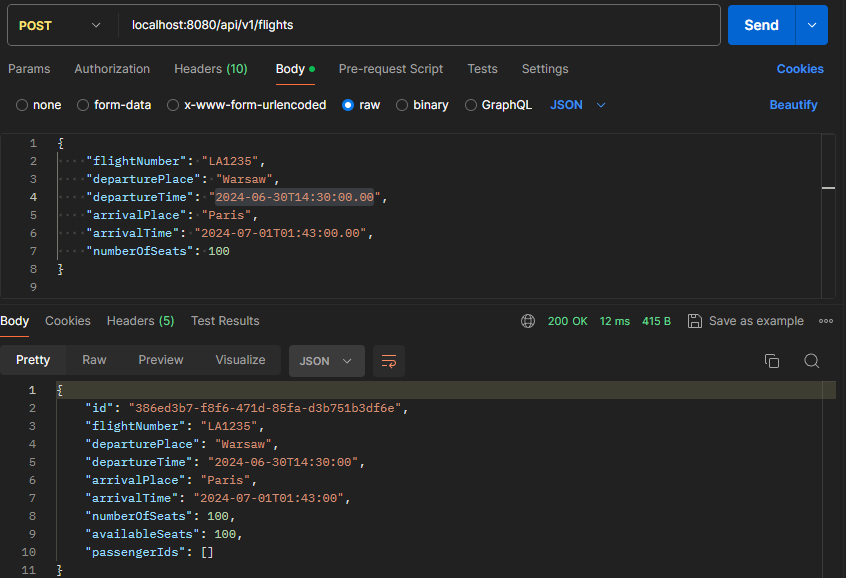 POST localhost:8080/api/v1/flights Send
Params Authorization Headers (10) Body Pre-request Script Tests Settings Cookies
none form-data x-www-form-urlencoded raw binary GraphQL JSON Beautify
1 {
2 ····"flightNumber":·"LA1235",
3 ····"departurePlace":·"Warsaw",
4 ····"departureTime":·"2024-06-30T14:30:00.00",
5 ····"arrivalPlace":·"Paris",
6 ····"arrivalTime":·"2024-07-01T01:43:00.00",
7 ····"numberOfSeats":·100
8 }
9
Body Cookies Headers (5) Test Results 200 OK 12 ms 415 B Save as example
Pretty Raw Preview Visualize JSON
1 {
2 "id": "386ed3b7-f8f6-471d-85fa-d3b751b3df6e",
3 "flightNumber": "LA1235",
4 "departurePlace": "Warsaw",
5 "departureTime": "2024-06-30T14:30:00",
6 "arrivalPlace": "Paris",
7 "arrivalTime": "2024-07-01T01:43:00",
8 "numberOfSeats": 100,
9 "availableSeats": 100,
10 "passengerIds": []
11 }